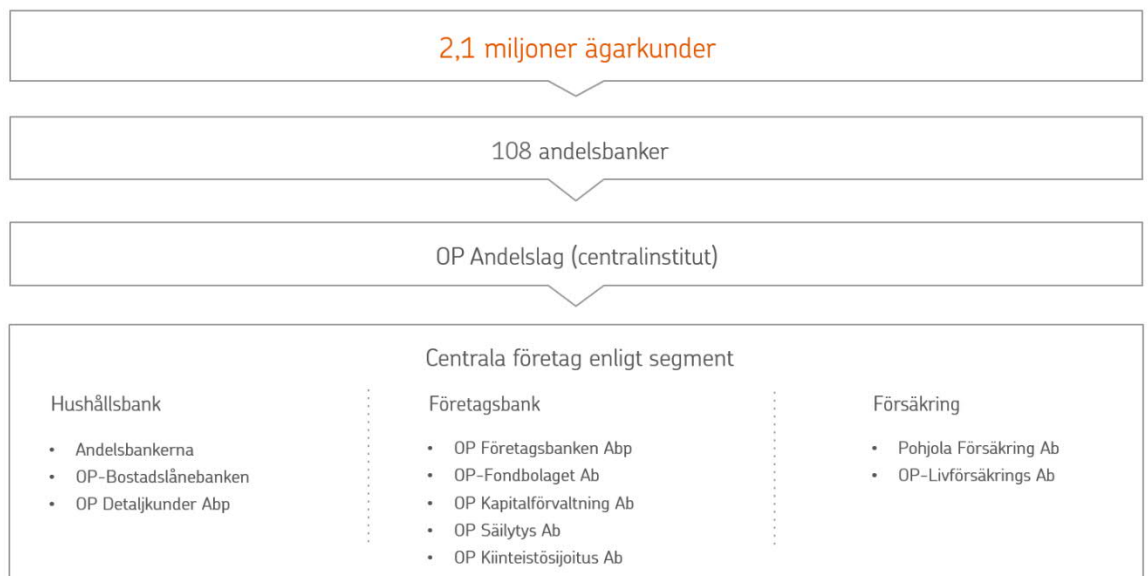 2,1 miljoner ägarkunder
108 andelsbanker
OP Andelslag (centralinstitut)
Centrala företag enligt segment
Hushållsbank
• Andelsbankerna
• OP-Bostadslånebanken
• OP Detaljkunder Abp
Företagsbank
• OP Företagsbanken Abp
• OP-Fondbolaget Ab
• OP Kapitalförvaltning Ab
• OP Säilytys Ab
• OP Kiinteistösijoitus Ab
Försäkring
• Pohjola Försäkring Ab
• OP-Livförsäkrings Ab